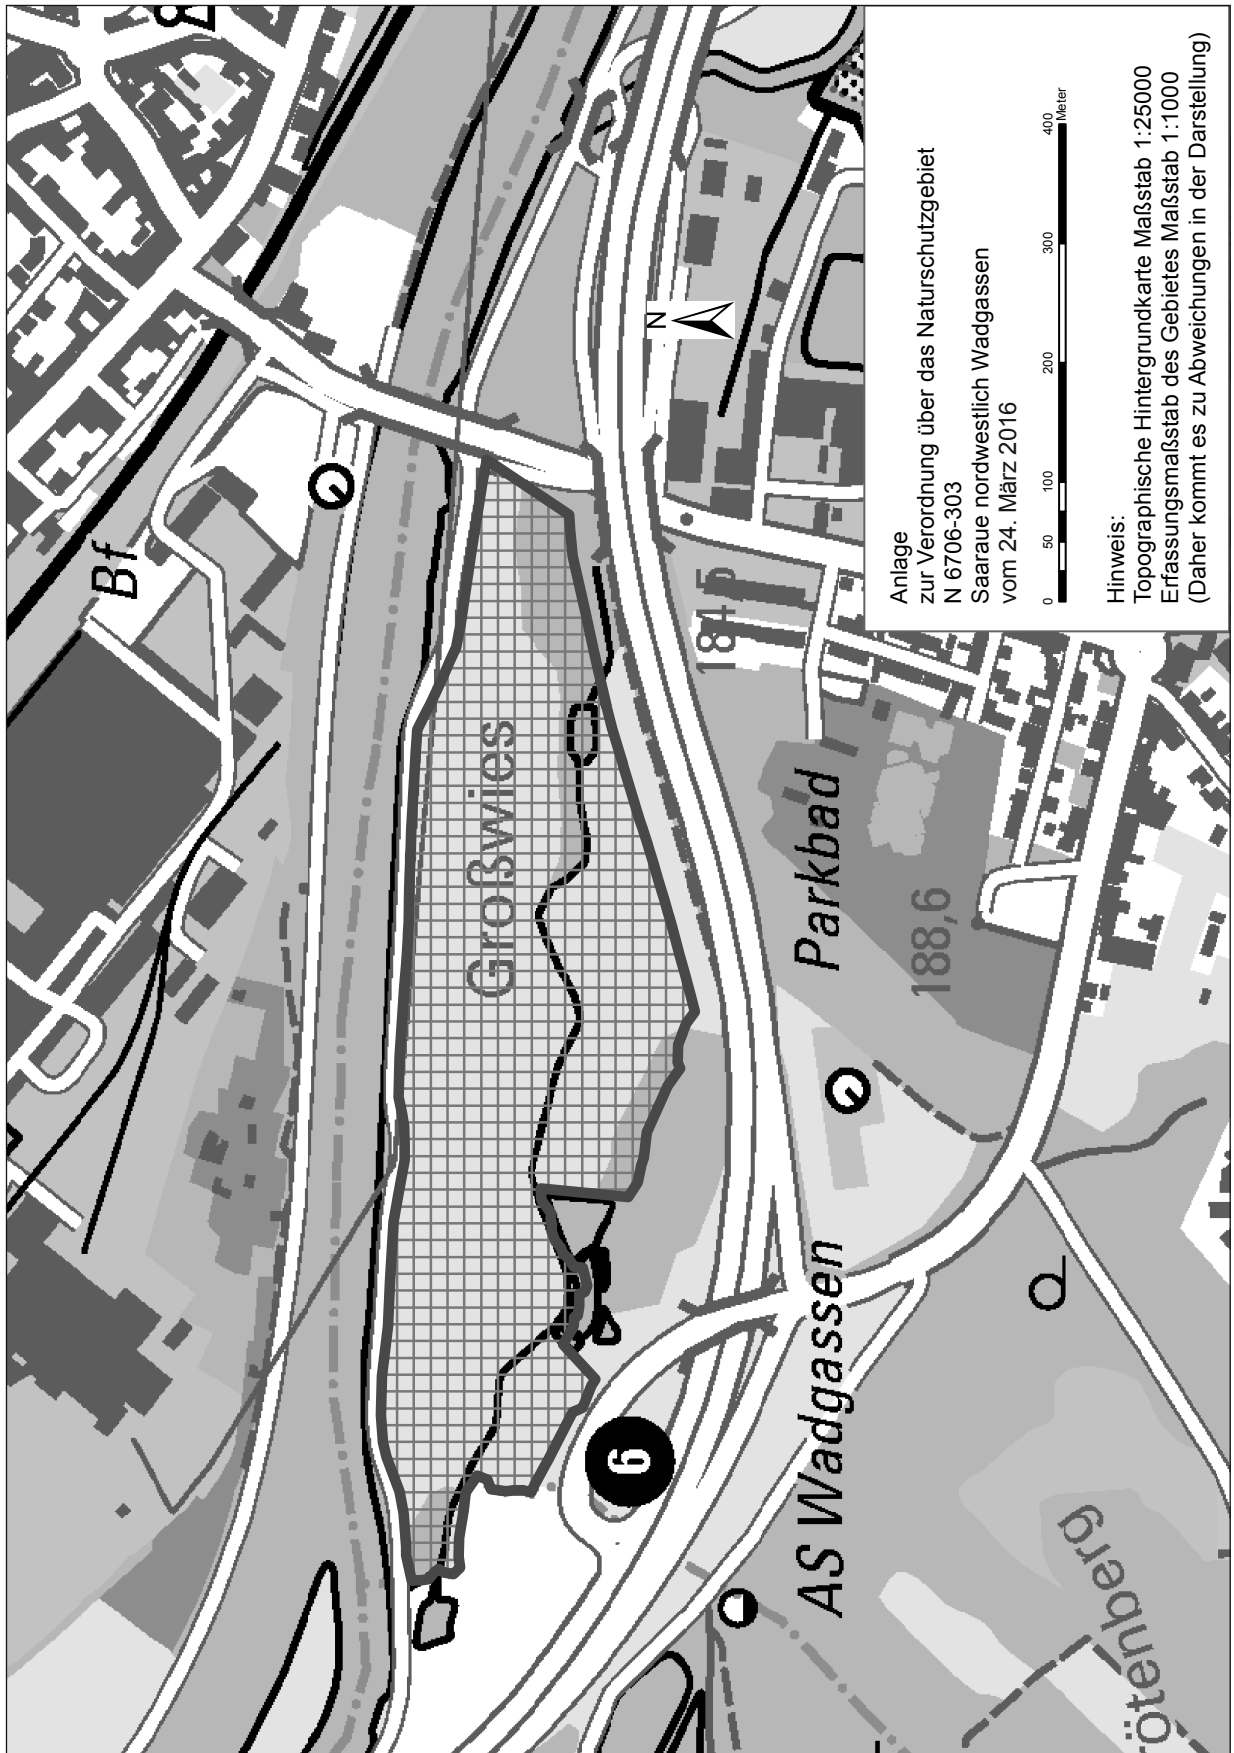 Bf
Großwies
184,5
Parkbad
188,6
6
AS Wadgassen
ötenberg
N
Anlage
zur Verordnung über das Naturschutzgebiet
N 6706-303
Saaraue nordwestlich Wadgassen
vom 24. März 2016
0 50 100 200 300 400
Meter
Hinweis:
Topographische Hintergrundkarte Maßstab 1:25000
Erfassungsmaßstab des Gebietes Maßstab 1:1000
(Daher kommt es zu Abweichungen in der Darstellung)